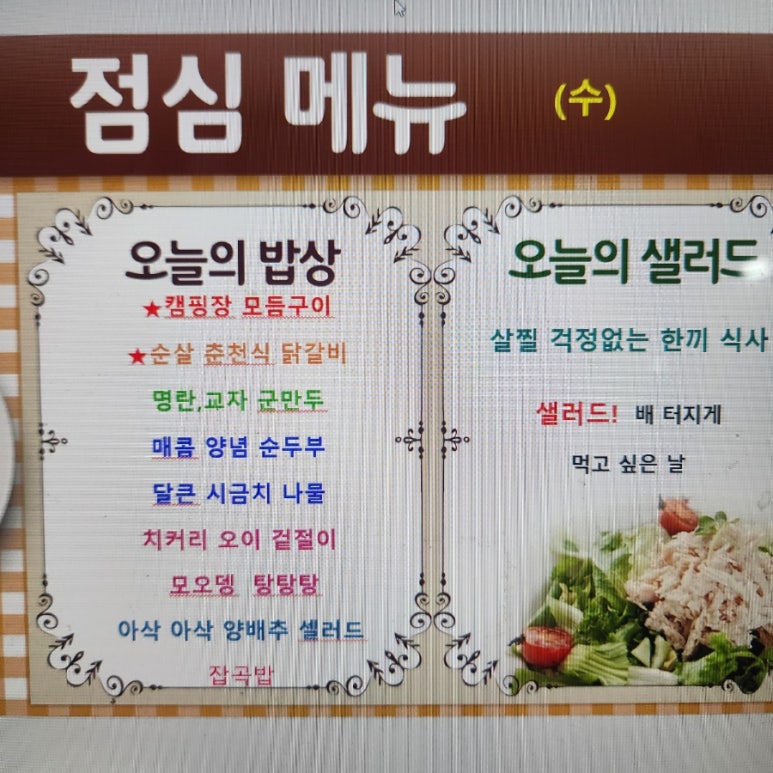 점심 메뉴 (수)
오늘의 밥상
★캠핑장 모듬구이
★순살 춘천식 닭갈비
명란,교자 군만두
매콤 양념 순두부
달큰 시금치 나물
치커리 오이 겉절이
모오뎅 탕탕탕
아삭 아삭 양배추 셀러드
잡곡밥
오늘의 샐러드
살찔 걱정없는 한끼 식사
샐러드! 배 터지게
먹고 싶은 날